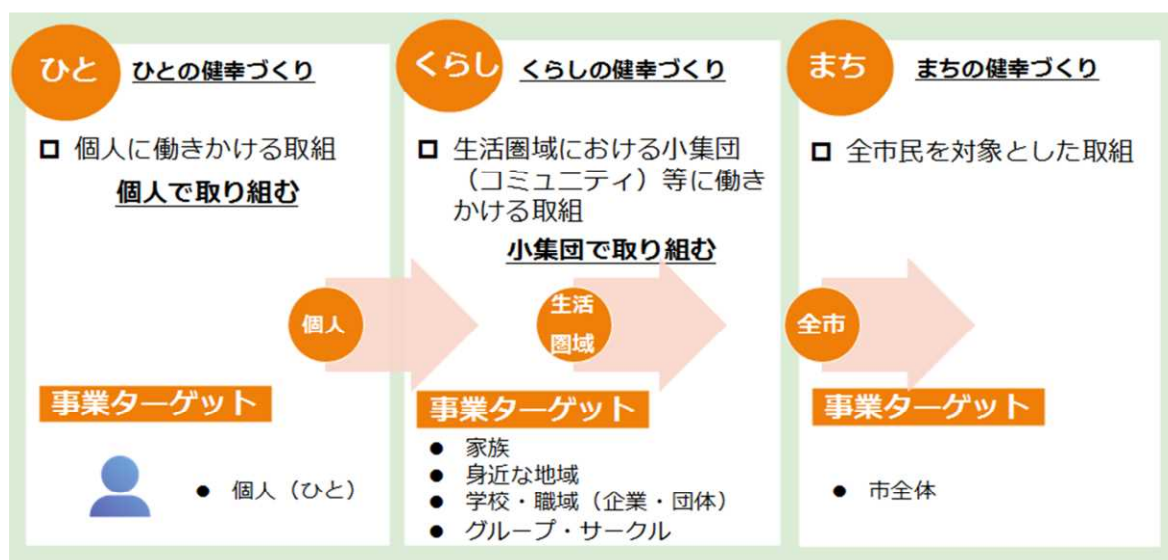 ひと
ひとの健幸づくり
個人に働きかける取組
個人で取り組む
個人
事業ターゲット
● 個人（ひと）
くらし
くらしの健幸づくり
生活圏域における小集団
（コミュニティ）等に働き
かける取組
小集団で取り組む
生活
圏域
事業ターゲット
● 家族
● 身近な地域
● 学校・職域（企業・団体）
● グループ・サークル
まち
まちの健幸づくり
全市民を対象とした取組
全市
事業ターゲット
● 市全体